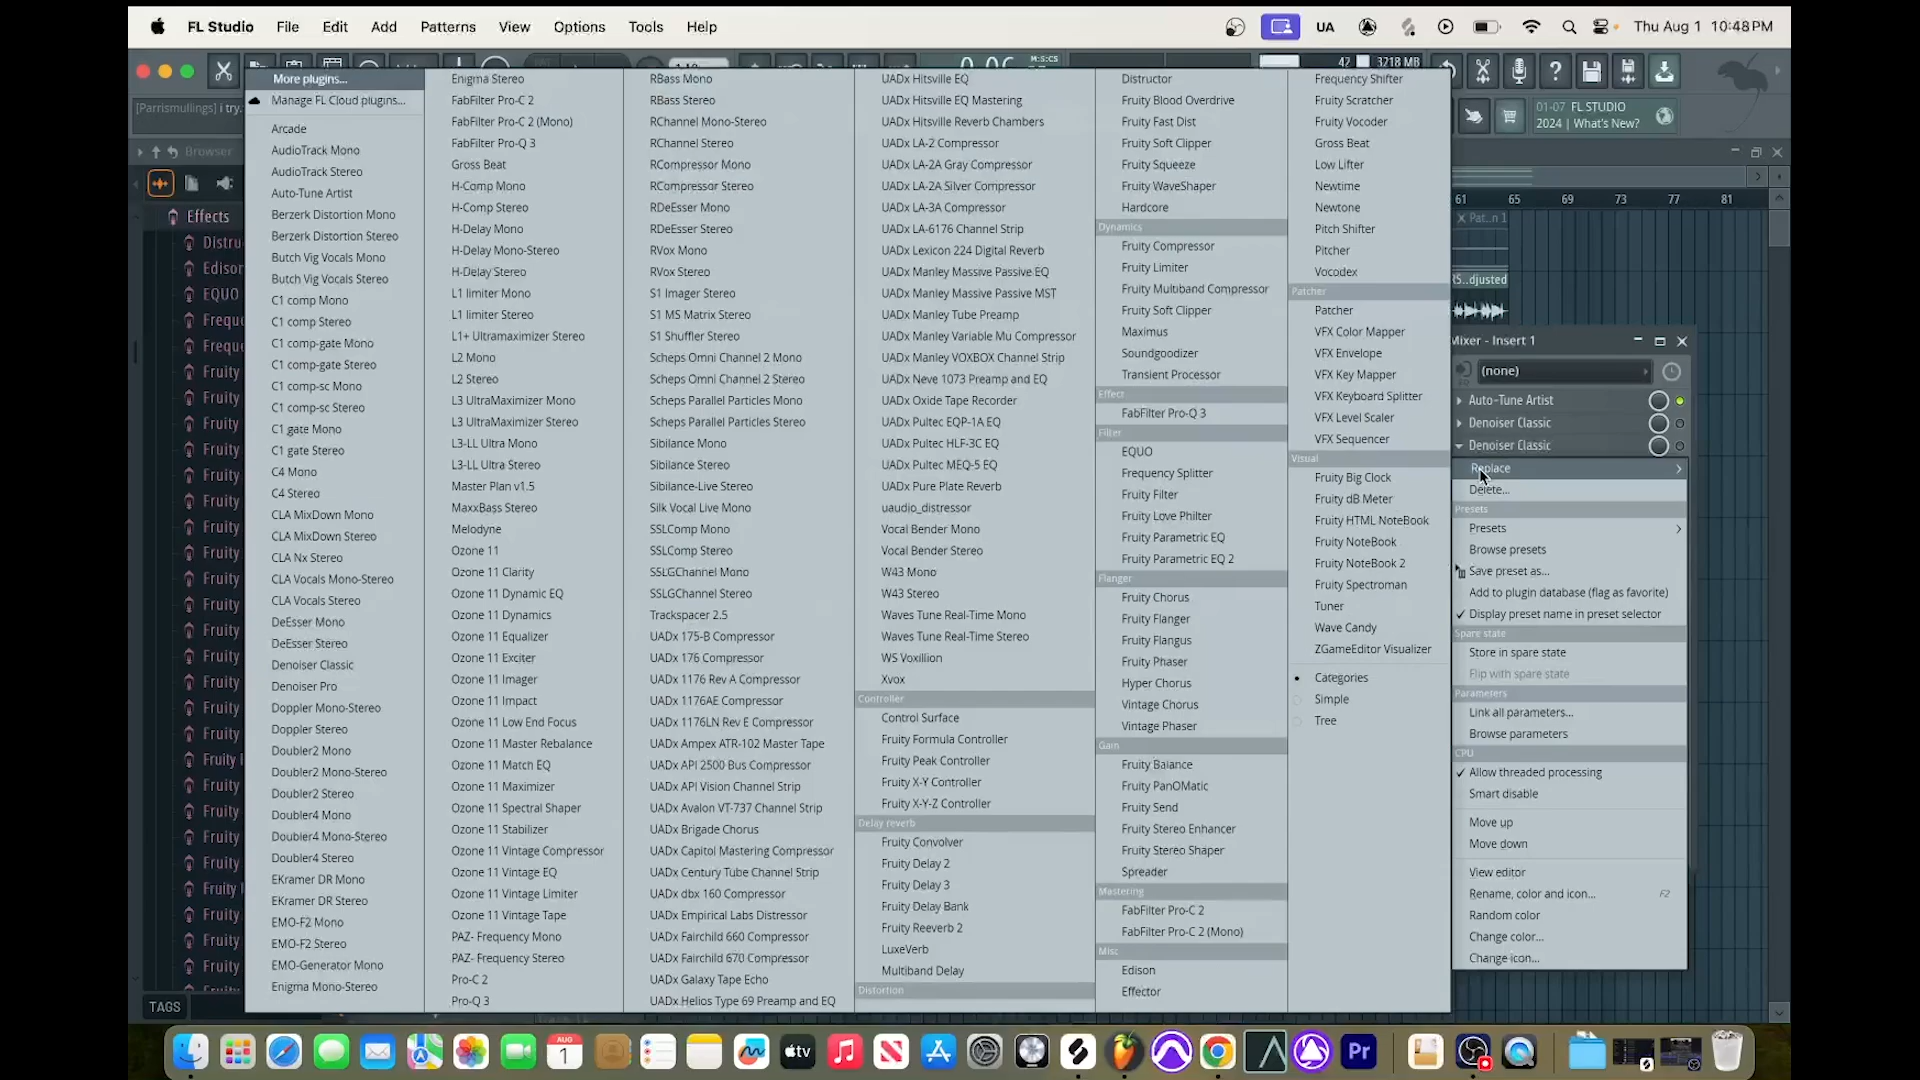 FL Studio File Edit Add Patterns View Options Tools Help UA Thu Aug 1 10:48 PM
42 3218 MB
M:S:CS
[Parrismullings] i try.
01-07 FL STUDIO
2024 | What's New?
Browser
Effects
TAGS
More plugins...
Manage FL Cloud plugins...
Arcade
AudioTrack Mono
AudioTrack Stereo
Auto-Tune Artist
Berzerk Distortion Mono
Berzerk Distortion Stereo
Butch Vig Vocals Mono
Butch Vig Vocals Stereo
C1 comp Mono
C1 comp Stereo
C1 comp-gate Mono
C1 comp-gate Stereo
C1 comp-sc Mono
C1 comp-sc Stereo
C1 gate Mono
C1 gate Stereo
C4 Mono
C4 Stereo
CLA MixDown Mono
CLA MixDown Stereo
CLA Nx Stereo
CLA Vocals Mono-Stereo
CLA Vocals Stereo
DeEsser Mono
DeEsser Stereo
Denoiser Classic
Denoiser Pro
Doppler Mono-Stereo
Doppler Stereo
Doubler2 Mono
Doubler2 Mono-Stereo
Doubler2 Stereo
Doubler4 Mono
Doubler4 Mono-Stereo
Doubler4 Stereo
EKramer DR Mono
EKramer DR Stereo
EMO-F2 Mono
EMO-F2 Stereo
EMO-Generator Mono
Enigma Mono-Stereo
Enigma Stereo
FabFilter Pro-C 2
FabFilter Pro-C 2 (Mono)
FabFilter Pro-Q 3
Gross Beat
H-Comp Mono
H-Comp Stereo
H-Delay Mono
H-Delay Mono-Stereo
H-Delay Stereo
L1 limiter Mono
L1 limiter Stereo
L1+ Ultramaximizer Stereo
L2 Mono
L2 Stereo
L3 UltraMaximizer Mono
L3 UltraMaximizer Stereo
L3-LL Ultra Mono
L3-LL Ultra Stereo
Master Plan v1.5
MaxxBass Stereo
Melodyne
Ozone 11
Ozone 11 Clarity
Ozone 11 Dynamic EQ
Ozone 11 Dynamics
Ozone 11 Equalizer
Ozone 11 Exciter
Ozone 11 Imager
Ozone 11 Impact
Ozone 11 Low End Focus
Ozone 11 Master Rebalance
Ozone 11 Match EQ
Ozone 11 Maximizer
Ozone 11 Spectral Shaper
Ozone 11 Stabilizer
Ozone 11 Vintage Compressor
Ozone 11 Vintage EQ
Ozone 11 Vintage Limiter
Ozone 11 Vintage Tape
PAZ- Frequency Mono
PAZ- Frequency Stereo
Pro-C 2
Pro-Q 3
RBass Mono
RBass Stereo
RChannel Mono-Stereo
RChannel Stereo
RCompressor Mono
RCompressor Stereo
RDeEsser Mono
RDeEsser Stereo
RVox Mono
RVox Stereo
S1 Imager Stereo
S1 MS Matrix Stereo
S1 Shuffler Stereo
Scheps Omni Channel 2 Mono
Scheps Omni Channel 2 Stereo
Scheps Parallel Particles Mono
Scheps Parallel Particles Stereo
Sibilance Mono
Sibilance Stereo
Sibilance-Live Stereo
Silk Vocal Live Mono
SSLComp Mono
SSLComp Stereo
SSLGChannel Mono
SSLGChannel Stereo
Trackspacer 2.5
UADx 175-B Compressor
UADx 176 Compressor
UADx 1176 Rev A Compressor
UADx 1176AE Compressor
UADx 1176LN Rev E Compressor
UADx Ampex ATR-102 Master Tape
UADx API 2500 Bus Compressor
UADx API Vision Channel Strip
UADx Avalon VT-737 Channel Strip
UADx Brigade Chorus
UADx Capitol Mastering Compressor
UADx Century Tube Channel Strip
UADx dbx 160 Compressor
UADx Empirical Labs Distressor
UADx Fairchild 660 Compressor
UADx Fairchild 670 Compressor
UADx Galaxy Tape Echo
UADx Helios Type 69 Preamp and EQ
UADx Hitsville EQ
UADx Hitsville EQ Mastering
UADx Hitsville Reverb Chambers
UADx LA-2 Compressor
UADx LA-2A Gray Compressor
UADx LA-2A Silver Compressor
UADx LA-3A Compressor
UADx LA-6176 Channel Strip
UADx Lexicon 224 Digital Reverb
UADx Manley Massive Passive EQ
UADx Manley Massive Passive MST
UADx Manley Tube Preamp
UADx Manley Variable Mu Compressor
UADx Manley VOXBOX Channel Strip
UADx Neve 1073 Preamp and EQ
UADx Oxide Tape Recorder
UADx Pultec EQP-1A EQ
UADx Pultec HLF-3C EQ
UADx Pultec MEQ-5 EQ
UADx Pure Plate Reverb
uaudio_distressor
Vocal Bender Mono
Vocal Bender Stereo
W43 Mono
W43 Stereo
Waves Tune Real-Time Mono
Waves Tune Real-Time Stereo
WS Voxillion
Xvox
Controller
Control Surface
Fruity Formula Controller
Fruity Peak Controller
Fruity X-Y Controller
Fruity X-Y-Z Controller
Delay reverb
Fruity Convolver
Fruity Delay 2
Fruity Delay 3
Fruity Delay Bank
Fruity Reeverb 2
LuxeVerb
Multiband Delay
Distortion
Distructor
Fruity Blood Overdrive
Fruity Fast Dist
Fruity Soft Clipper
Fruity Squeeze
Fruity WaveShaper
Hardcore
Dynamics
Fruity Compressor
Fruity Limiter
Fruity Multiband Compressor
Fruity Soft Clipper
Maximus
Soundgoodizer
Transient Processor
Effect
FabFilter Pro-Q 3
Filter
EQUO
Frequency Splitter
Fruity Filter
Fruity Love Philter
Fruity Parametric EQ
Fruity Parametric EQ 2
Flanger
Fruity Chorus
Fruity Flanger
Fruity Flangus
Fruity Phaser
Hyper Chorus
Vintage Chorus
Vintage Phaser
Gain
Fruity Balance
Fruity PanOMatic
Fruity Send
Fruity Stereo Enhancer
Fruity Stereo Shaper
Spreader
Mastering
FabFilter Pro-C 2
FabFilter Pro-C 2 (Mono)
Misc
Edison
Effector
Frequency Shifter
Fruity Scratcher
Fruity Vocoder
Gross Beat
Low Lifter
Newtime
Newtone
Pitch Shifter
Pitcher
Vocodex
Patcher
Patcher
VFX Color Mapper
VFX Envelope
VFX Key Mapper
VFX Keyboard Splitter
VFX Level Scaler
VFX Sequencer
Visual
Fruity Big Clock
Fruity dB Meter
Fruity HTML NoteBook
Fruity NoteBook
Fruity NoteBook 2
Fruity Spectroman
Tuner
Wave Candy
ZGameEditor Visualizer
Categories
Simple
Tree
61 65 69 73 77 81
Pat..n 1
RS..djusted
Mixer - Insert 1
(none)
Auto-Tune Artist
Denoiser Classic
Denoiser Classic
Replace
Delete...
Presets
Presets
Browse presets
Save preset as...
Add to plugin database (flag as favorite)
Display preset name in preset selector
Spare state
Store in spare state
Flip with spare state
Parameters
Link all parameters...
Browse parameters
CPU
Allow threaded processing
Smart disable
Move up
Move down
View editor
Rename, color and icon... F2
Random color
Change color...
Change icon...
AUG
1
tv
Pr